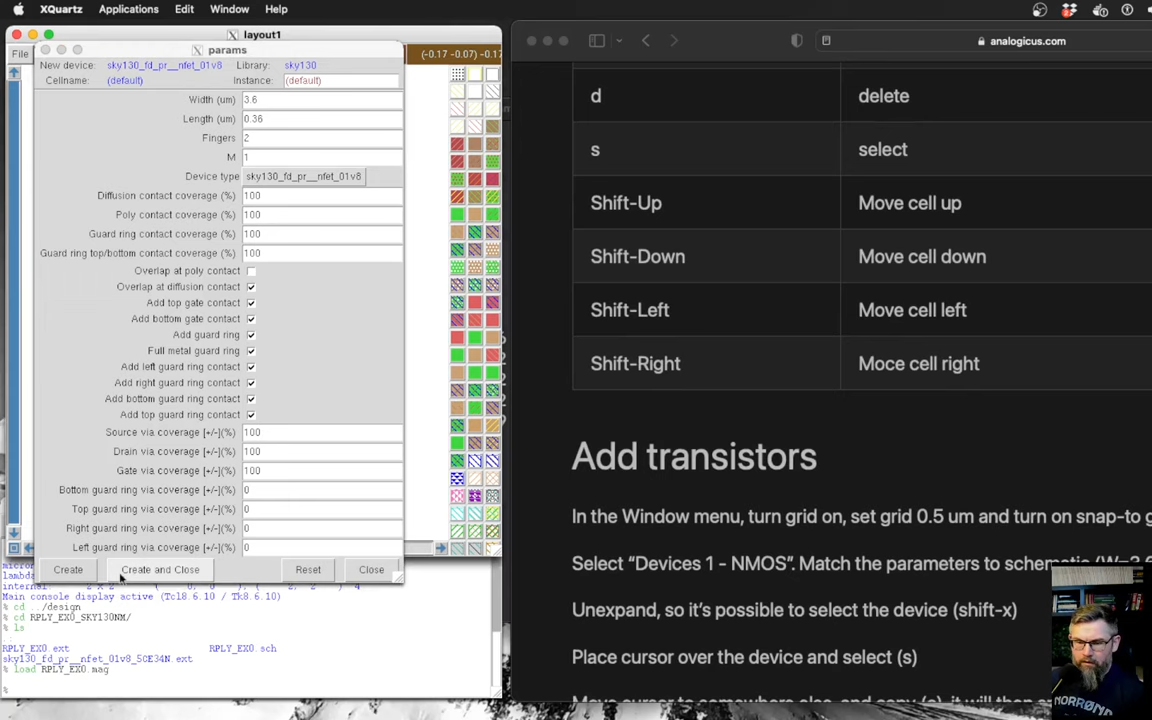 XQuartz Applications Edit Window Help
layout1
File
(-0.17 -0.07) -0.17
params
New device: sky130_fd_pr__nfet_01v8 Library: sky130
Cellname: (default) Instance: (default)
Width (um) 3.6
Length (um) 0.36
Fingers 2
M 1
Device type sky130_fd_pr__nfet_01v8
Diffusion contact coverage (%) 100
Poly contact coverage (%) 100
Guard ring contact coverage (%) 100
Guard ring top/bottom contact coverage (%) 100
Overlap at poly contact
Overlap at diffusion contact
Add top gate contact
Add bottom gate contact
Add guard ring
Full metal guard ring
Add left guard ring contact
Add right guard ring contact
Add bottom guard ring contact
Add top guard ring contact
Source via coverage [+/-](%) 100
Drain via coverage [+/-](%) 100
Gate via coverage [+/-](%) 100
Bottom guard ring via coverage [+/-](%) 0
Top guard ring via coverage [+/-](%) 0
Right guard ring via coverage [+/-](%) 0
Left guard ring via coverage [+/-](%) 0
Create Create and Close Reset Close
Main console display active (Tcl8.6.10 / Tk8.6.10)
% cd ../design
% cd RPLY_EX0_SKY130NM/
% ls
RPLY_EX0.ext RPLY_EX0.sch
sky130_fd_pr__nfet_01v8_5CE34N.ext
% load RPLY_EX0.mag
%
analogicus.com
d delete
s select
Shift-Up Move cell up
Shift-Down Move cell down
Shift-Left Move cell left
Shift-Right Moce cell right
Add transistors
In the Window menu, turn grid on, set grid 0.5 um and turn on snap-to g
Select “Devices 1 - NMOS”. Match the parameters to schematic
Unexpand, so it’s possible to select the device (shift-x)
Place cursor over the device and select (s)
NORRØNA